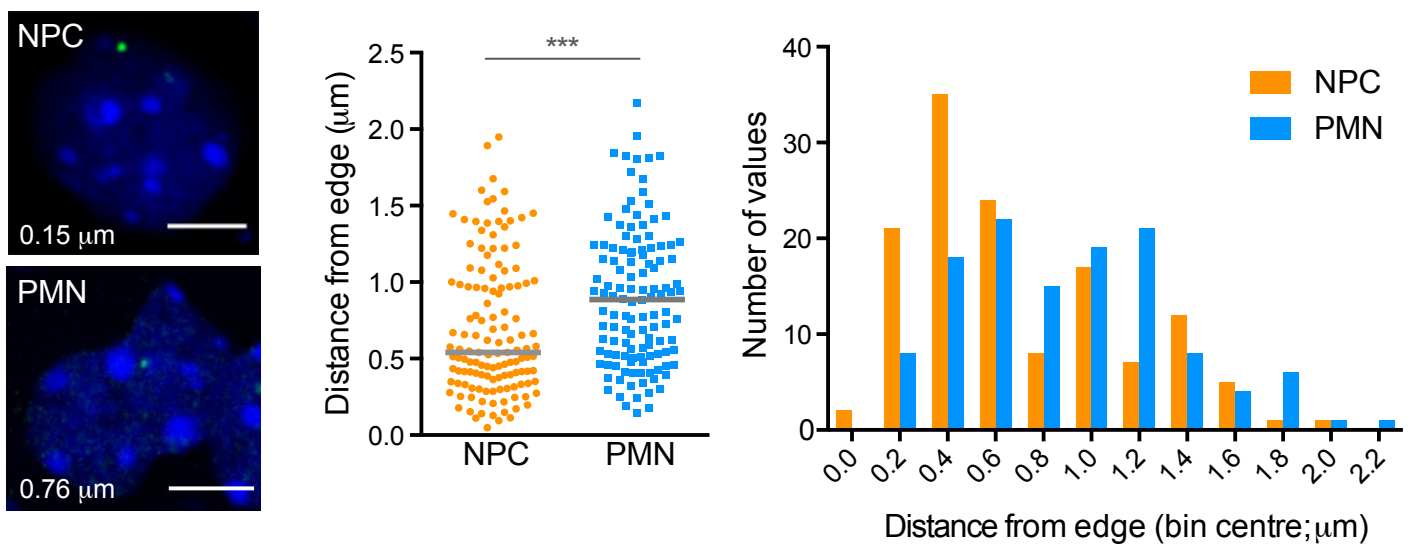 NPC
0.15 μm
PMN
0.76 μm
Distance from edge (μm)
2.5
2.0
1.5
1.0
0.5
0.0
***
NPC
PMN
Number of values
40
30
20
10
0
NPC
PMN
0.0
0.2
0.4
0.6
0.8
1.0
1.2
1.4
1.6
1.8
2.0
2.2
Distance from edge (bin centre;μm)